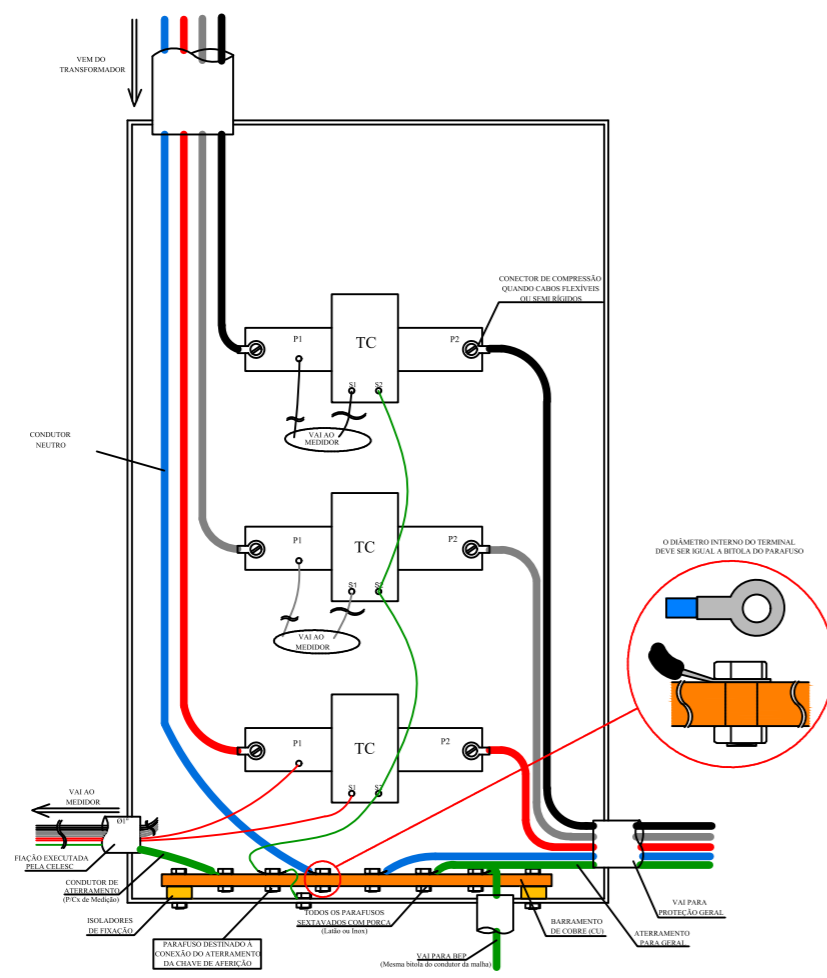 VEM DO
TRANSFORMADOR
CONECTOR DE COMPRESSÃO
QUANDO CABOS FLEXÍVEIS
OU SEMI RÍGIDOS
P1
TC
P2
S1
S2
VAI AO
MEDIDOR
CONDUTOR
NEUTRO
P1
TC
P2
S1
S2
VAI AO
MEDIDOR
O DIÂMETRO INTERNO DO TERMINAL
DEVE SER IGUAL A BITOLA DO PARAFUSO
P1
TC
P2
S1
S2
VAI AO
MEDIDOR
Ø1"
FIAÇÃO EXECUTADA
PELA CELESC
CONDUTOR DE
ATERRAMENTO
(P/Cx de Medição)
ISOLADORES
DE FIXAÇÃO
PARAFUSO DESTINADO À
CONEXÃO DO ATERRAMENTO
DA CHAVE DE AFERIÇÃO
TODOS OS PARAFUSOS
SEXTAVADOS COM PORCA
(Latão ou Inox)
VAI PARA BEP
(Mesma bitola do condutor da malha)
BARRAMENTO
DE COBRE (CU)
ATERRAMENTO
PARA GERAL
VAI PARA
PROTEÇÃO GERAL